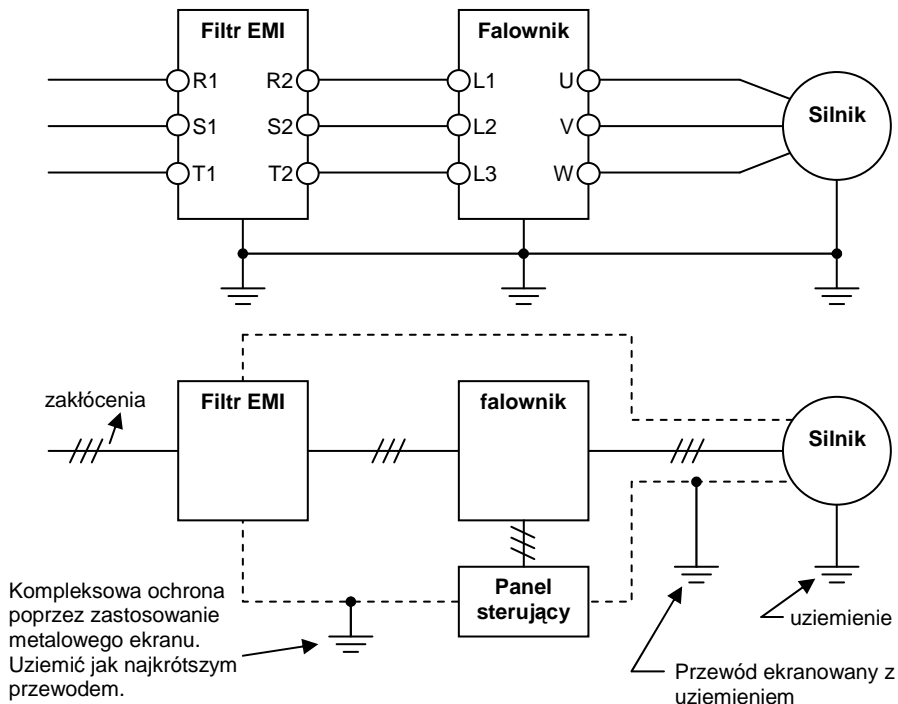 Filtr EMI
Falownik
R1 R2 L1 U
S1 S2 L2 V
T1 T2 L3 W
Silnik
zakłócenia
Filtr EMI
falownik
Silnik
Panel
sterujący
Kompleksowa ochrona
poprzez zastosowanie
metalowego ekranu.
Uziemić jak najkrótszym
przewodem.
uziemienie
Przewód ekranowany z
uziemieniem